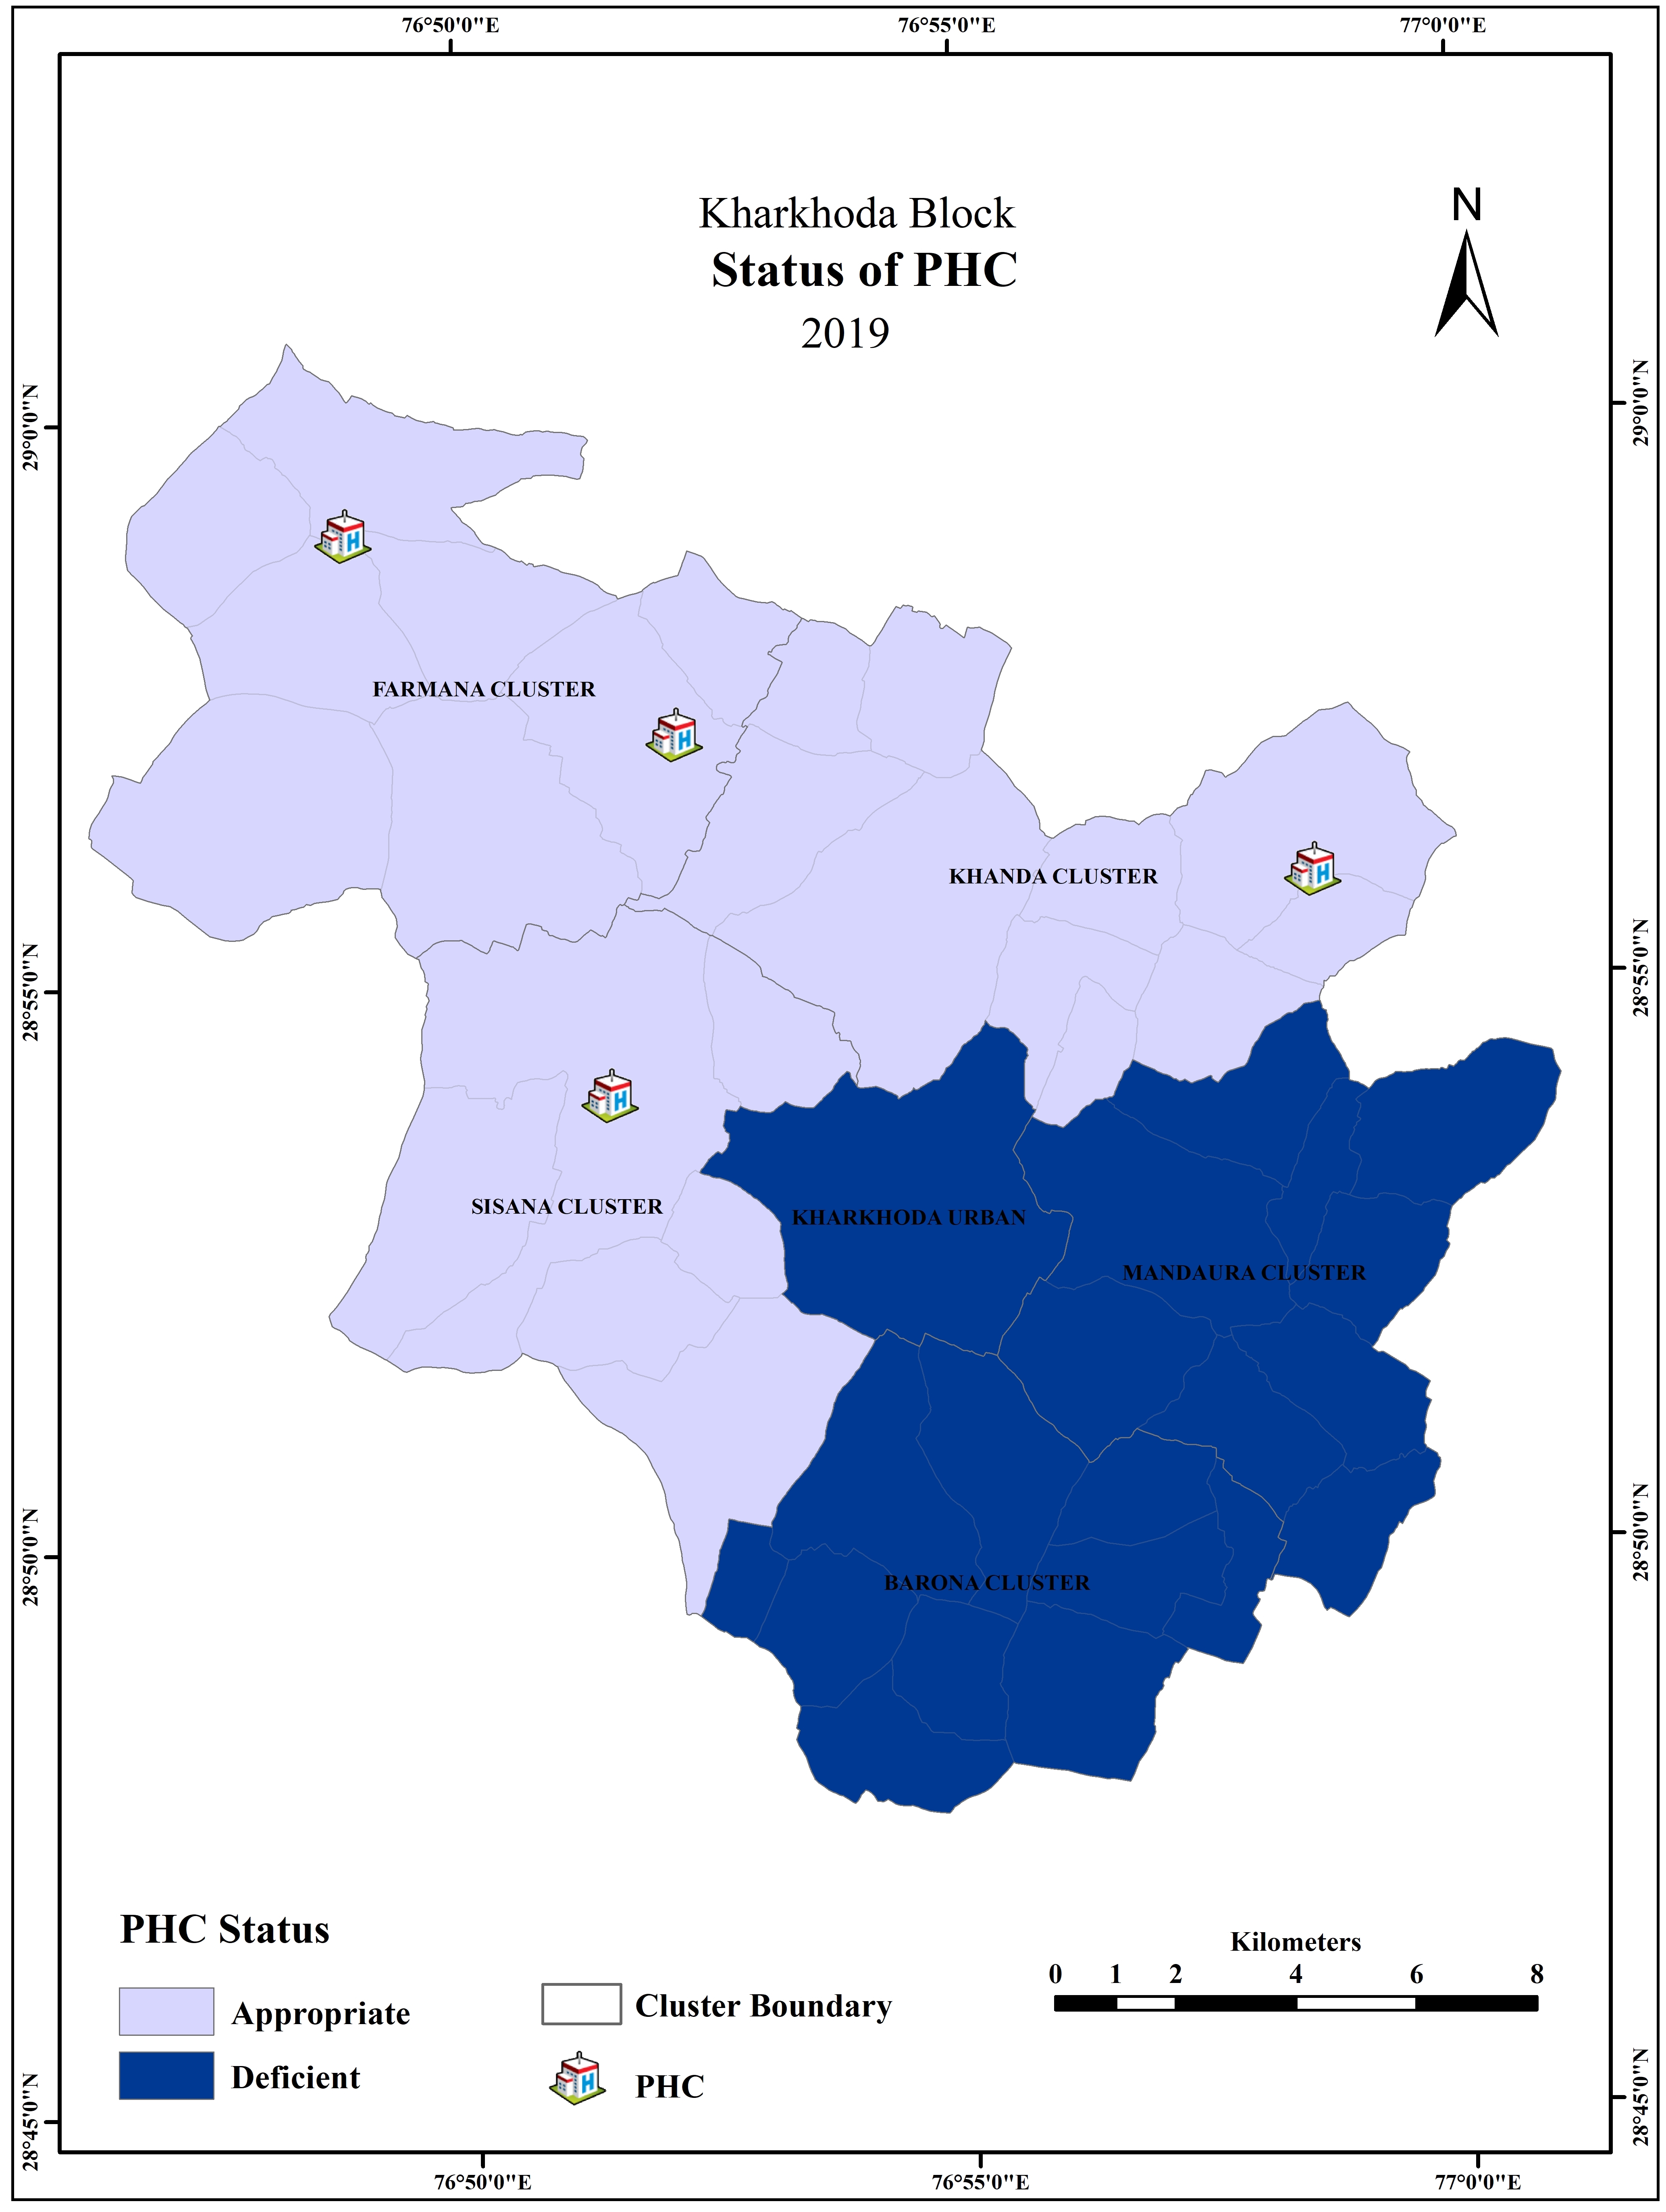 76°50'0"E 76°55'0"E 77°0'0"E
Kharkhoda Block
Status of PHC
2019
N
29°0'0"N
29°0'0"N
FARMANA CLUSTER
KHANDA CLUSTER
28°55'0"N
28°55'0"N
SISANA CLUSTER
KHARKHODA URBAN
MANDAURA CLUSTER
28°50'0"N
28°50'0"N
BARONA CLUSTER
PHC Status
Appropriate
Deficient
Cluster Boundary
H PHC
Kilometers
0 1 2 4 6 8
28°45'0"N
28°45'0"N
76°50'0"E 76°55'0"E 77°0'0"E